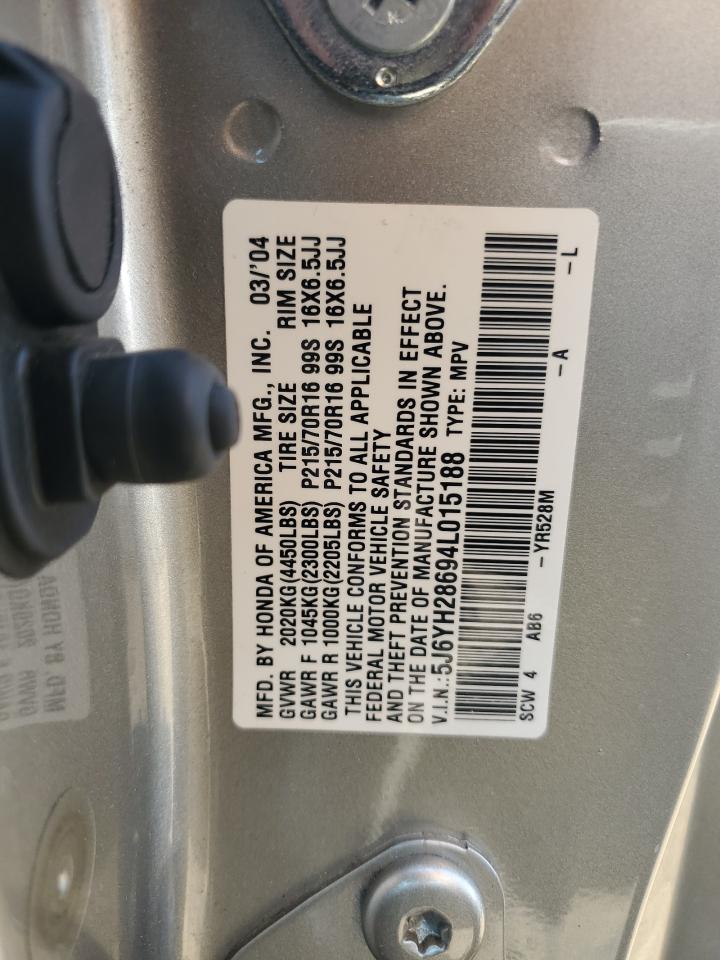 MFD. BY HONDA OF AMERICA MFG., INC. 03/'04
GVWR 2020KG(4450LBS) TIRE SIZE RIM SIZE
GAWR F 1045KG(2300LBS) P215/70R16 99S 16X6.5JJ
GAWR R 1000KG(2205LBS) P215/70R16 99S 16X6.5JJ
THIS VEHICLE CONFORMS TO ALL APPLICABLE
FEDERAL MOTOR VEHICLE SAFETY
AND THEFT PREVENTION STANDARDS IN EFFECT
ON THE DATE OF MANUFACTURE SHOWN ABOVE.
V.I.N.:5J6YH28694L015188 TYPE: MPV
SCW 4 AB6 -YR528M -A -L
MFD. BY HONDA